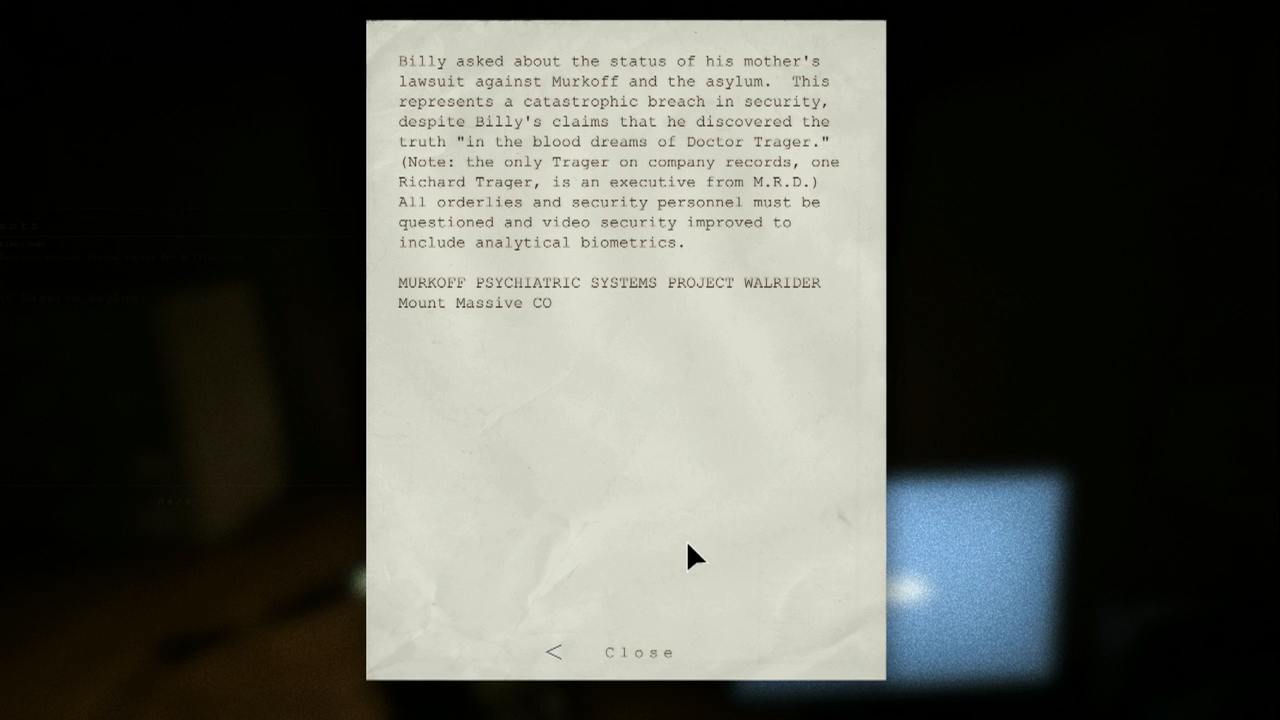 Billy asked about the status of his mother's
lawsuit against Murkoff and the asylum.  This
represents a catastrophic breach in security,
despite Billy's claims that he discovered the
truth "in the blood dreams of Doctor Trager."
(Note: the only Trager on company records, one
Richard Trager, is an executive from M.R.D.)
All orderlies and security personnel must be
questioned and video security improved to
include analytical biometrics.

MURKOFF PSYCHIATRIC SYSTEMS PROJECT WALRIDER
Mount Massive CO
< Close